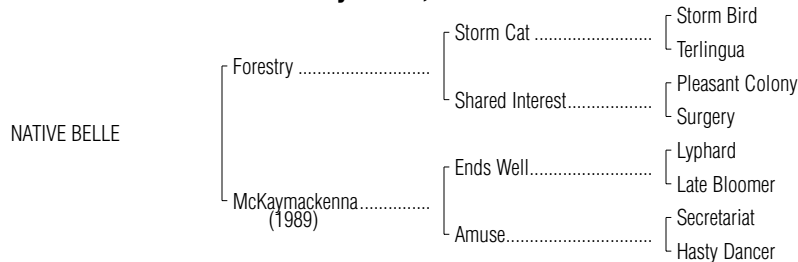 Storm Bird
Storm Cat ........................
Terlingua
Forestry ...........................
Pleasant Colony
Shared Interest.................
Surgery
NATIVE BELLE
Lyphard
Ends Well.........................
Late Bloomer
McKaymackenna...............
(1989)
Secretariat
Amuse..............................
Hasty Dancer